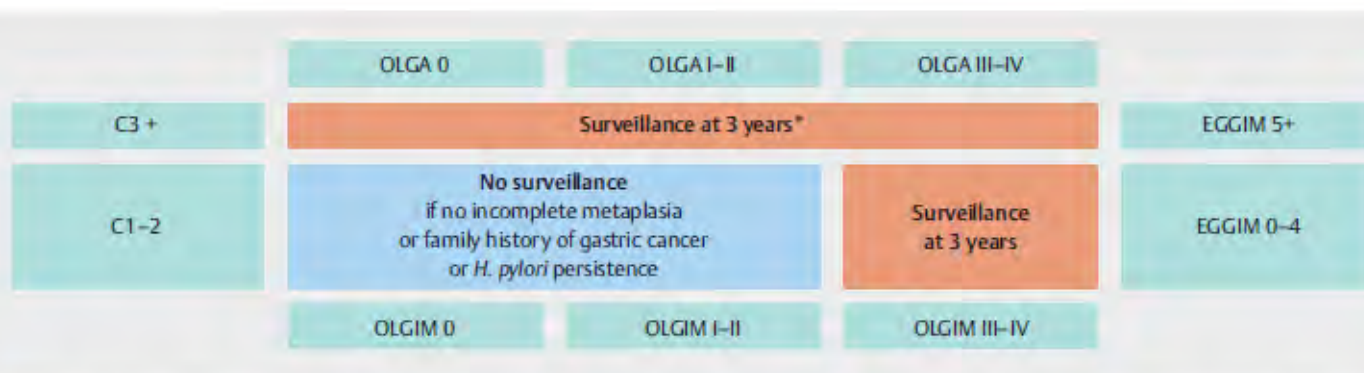 OLGA 0
OLGA I–II
OLGA III–IV
C3 +
Surveillance at 3 years*
EGGIM 5+
C1–2
No surveillance
if no incomplete metaplasia
or family history of gastric cancer
or H. pylori persistence
Surveillance
at 3 years
EGGIM 0–4
OLGIM 0
OLGIM I–II
OLGIM III–IV